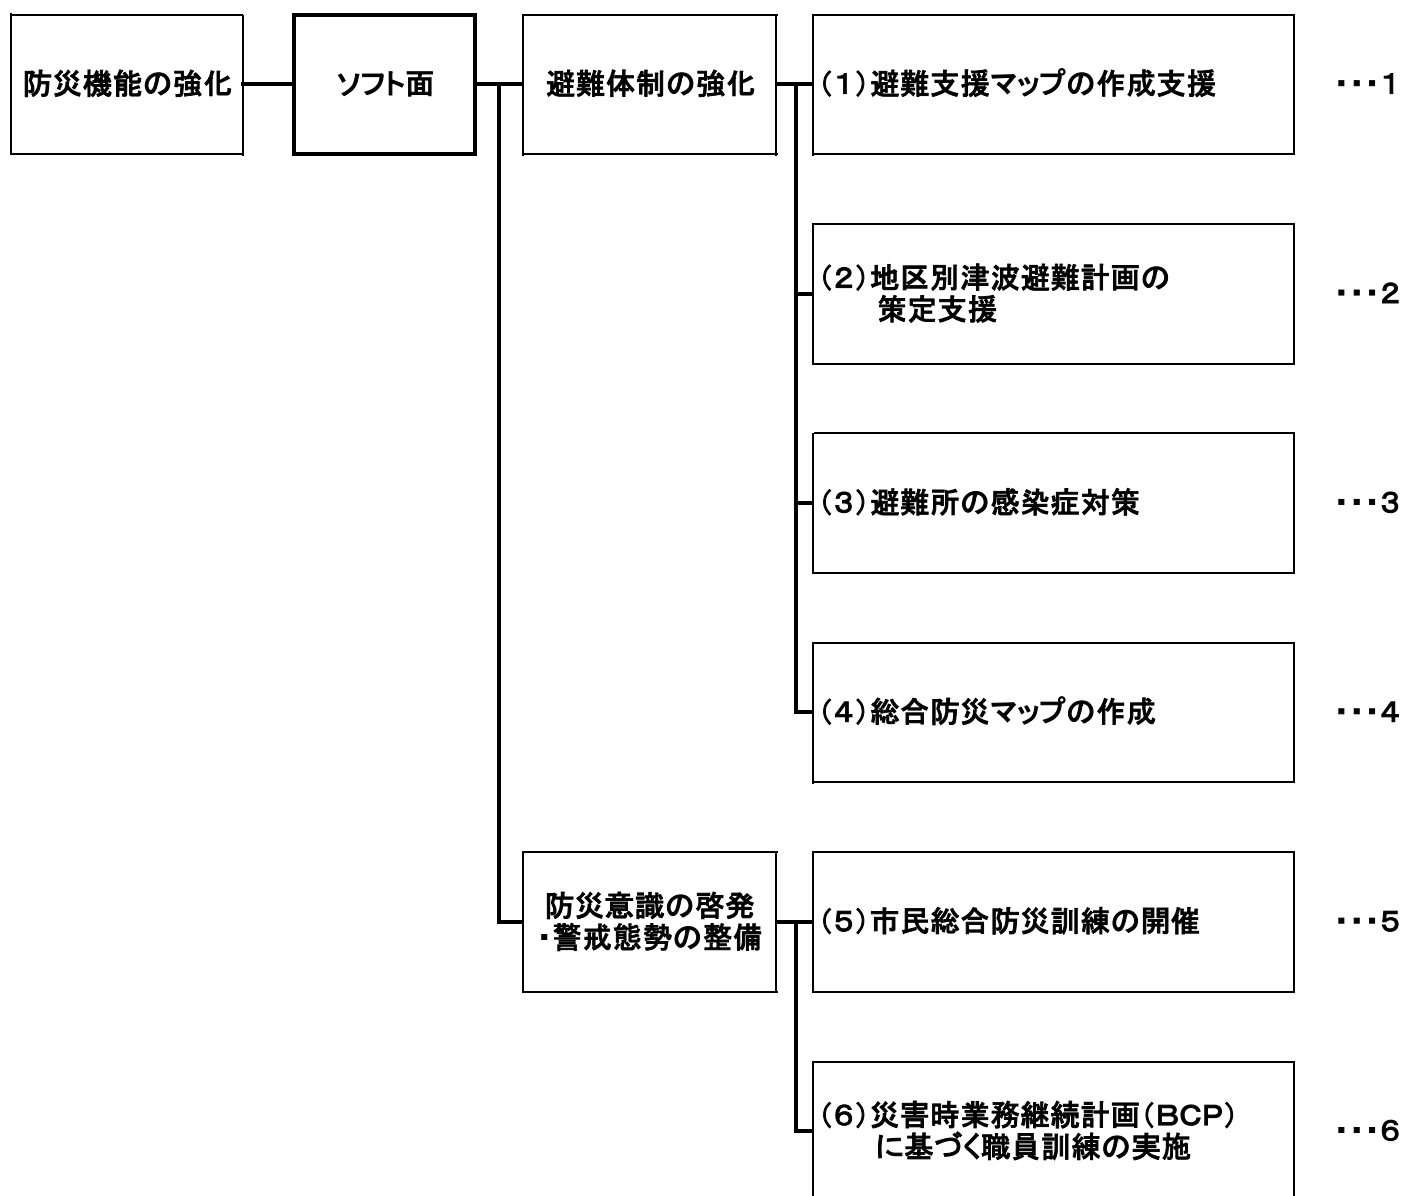 防災機能の強化
ソフト面
避難体制の強化
(1)避難支援マップの作成支援
・・・1
(2)地区別津波避難計画の
策定支援
・・・2
(3)避難所の感染症対策
・・・3
(4)総合防災マップの作成
・・・4
防災意識の啓発
・警戒態勢の整備
(5)市民総合防災訓練の開催
・・・5
(6)災害時業務継続計画(BCP)
に基づく職員訓練の実施
・・・6